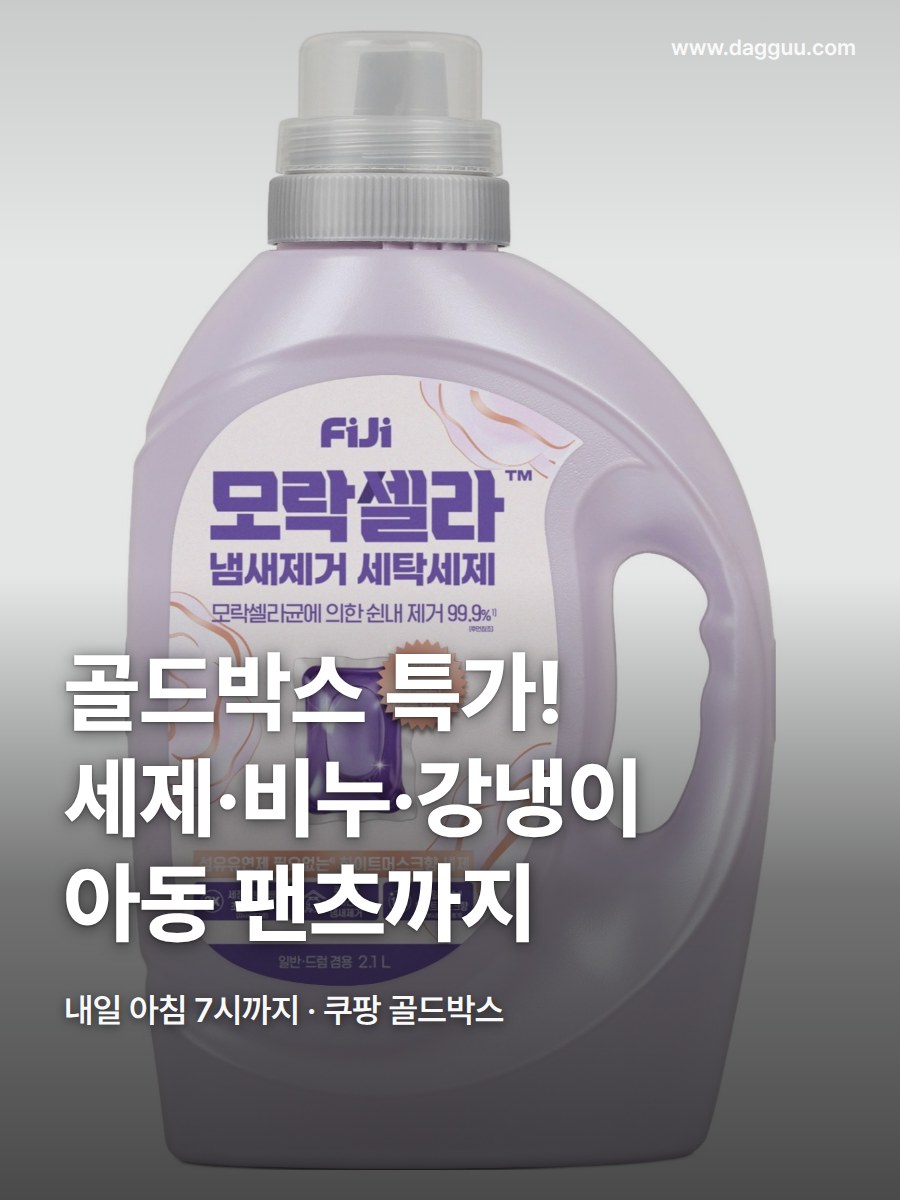 www.dagguu.com
FiJi
모락셀라™
냄새제거 세탁세제
모락셀라균에 의한 쉰내 제거 99.9%¹⁾
골드박스 특가!
세제·비누·강냉이
아동 팬츠까지
일반·드럼 겸용 2.1 L
내일 아침 7시까지 · 쿠팡 골드박스